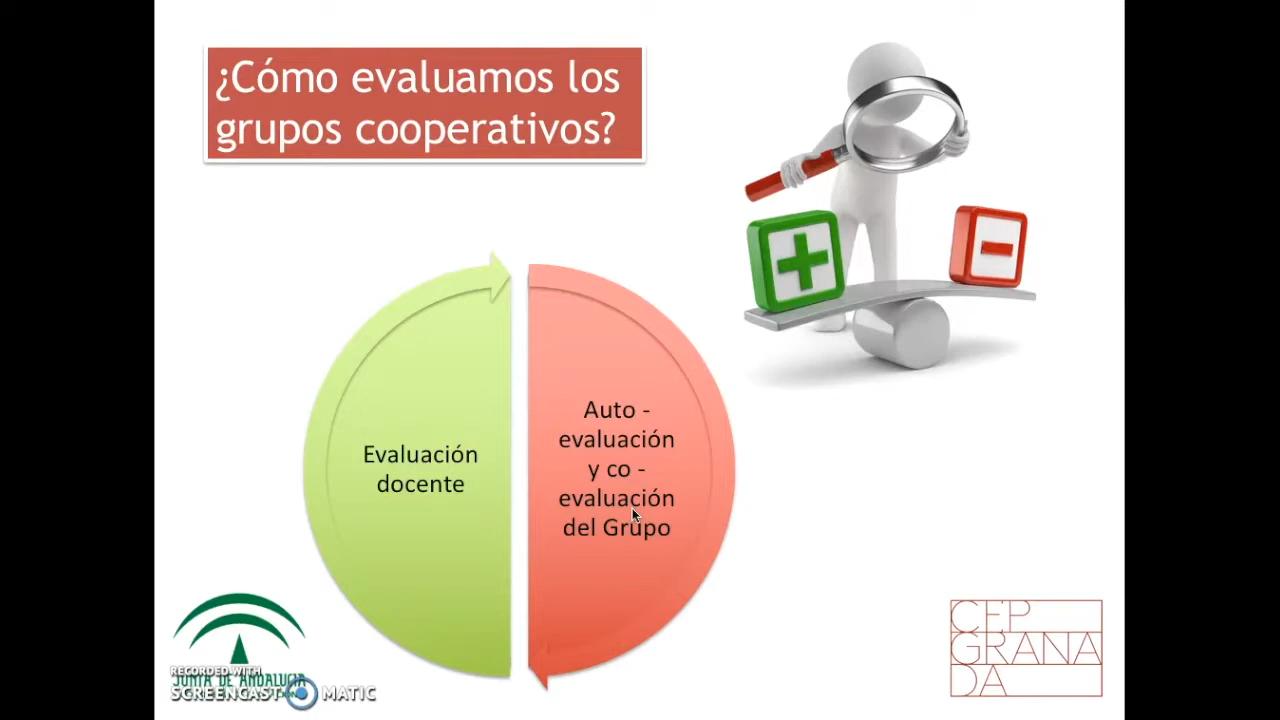 ¿Cómo evaluamos los
grupos cooperativos?
Evaluación
docente
Auto -
evaluación
y co -
evaluación
del Grupo
RECORDED WITH
JUNTA DE ANDALUCIA
SCREENCAST MATIC
CEP
GRANA
DA